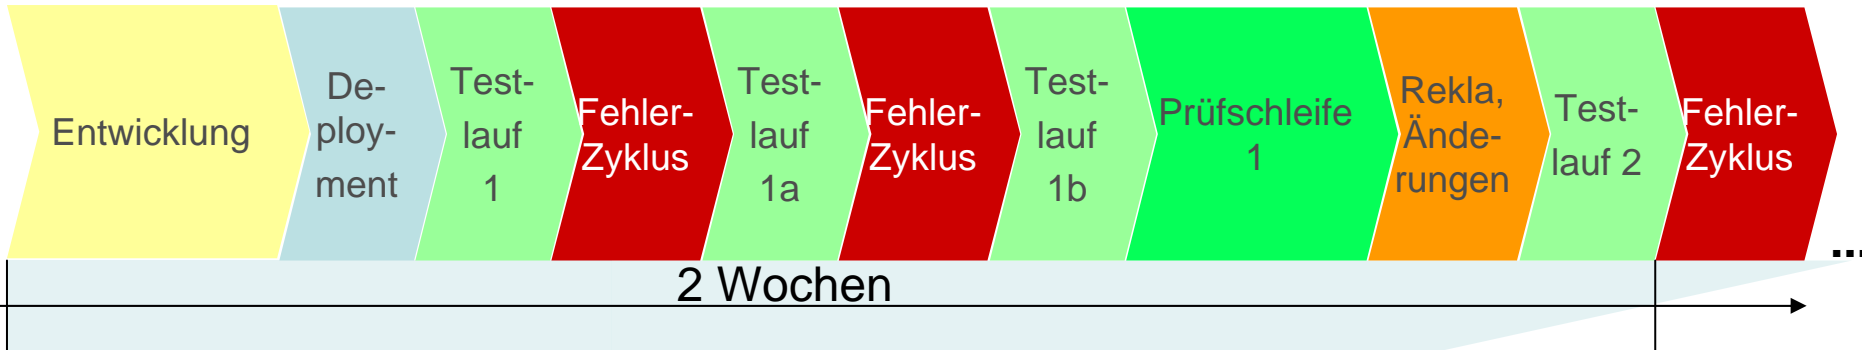 Entwicklung
De-
ploy-
ment
Test-
lauf
1
Fehler-
Zyklus
Test-
lauf
1a
Fehler-
Zyklus
Test-
lauf
1b
Prüfschleife
1
Rekla,
Ände-
rungen
Test-
lauf 2
Fehler-
Zyklus
...
2 Wochen